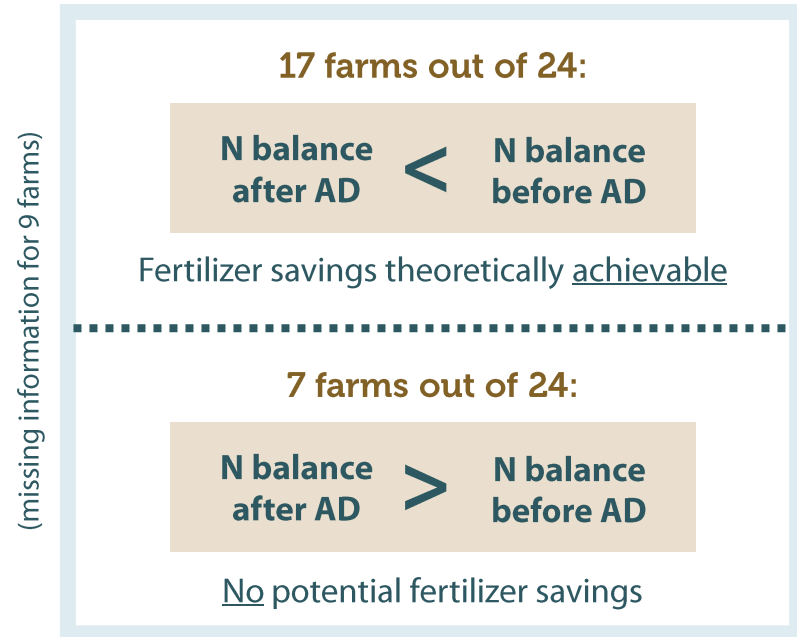 (missing information for 9 farms)
17 farms out of 24:
N balance
after AD
<
N balance
before AD
Fertilizer savings theoretically achievable
7 farms out of 24:
N balance
after AD
>
N balance
before AD
No potential fertilizer savings